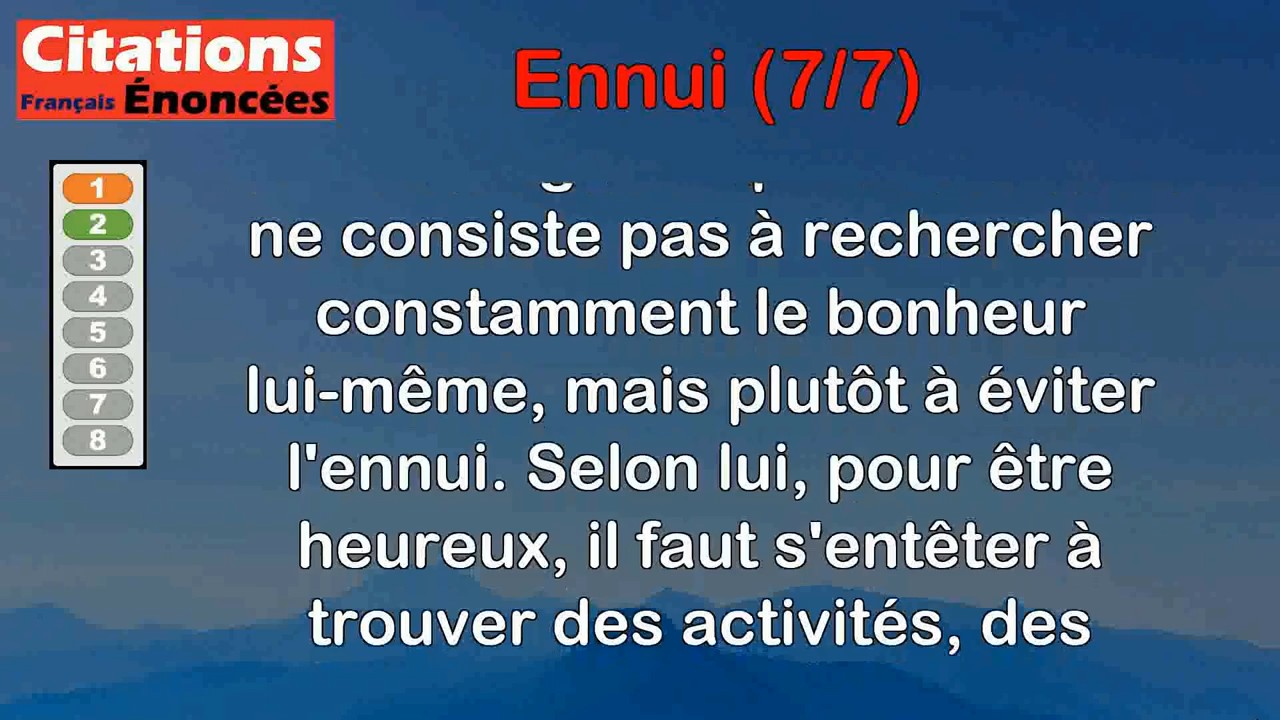 Citations
Français Énoncées
Ennui (7/7)
1
2
3
4
5
6
7
8
ne consiste pas à rechercher
constamment le bonheur
lui-même, mais plutôt à éviter
l'ennui. Selon lui, pour être
heureux, il faut s'entêter à
trouver des activités, des